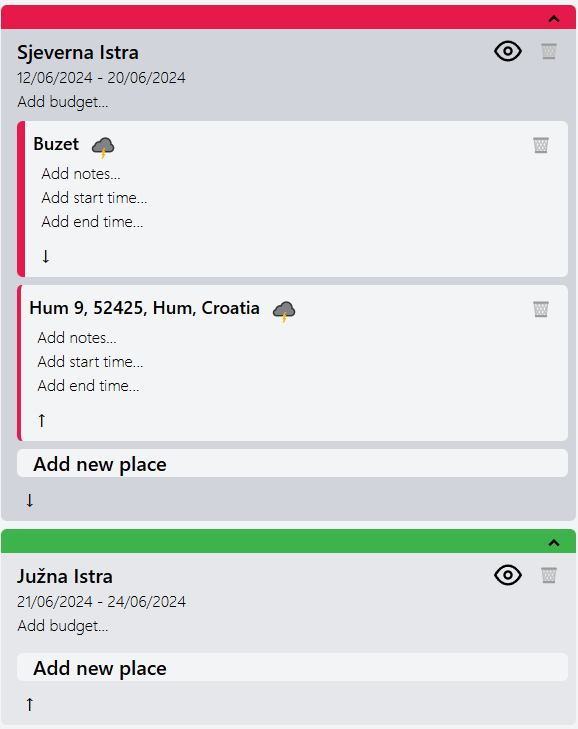 Sjeverna Istra
12/06/2024 - 20/06/2024
Add budget...
Buzet
Add notes...
Add start time...
Add end time...
↓
Hum 9, 52425, Hum, Croatia
Add notes...
Add start time...
Add end time...
↑
Add new place
↓
Južna Istra
21/06/2024 - 24/06/2024
Add budget...
Add new place
↑